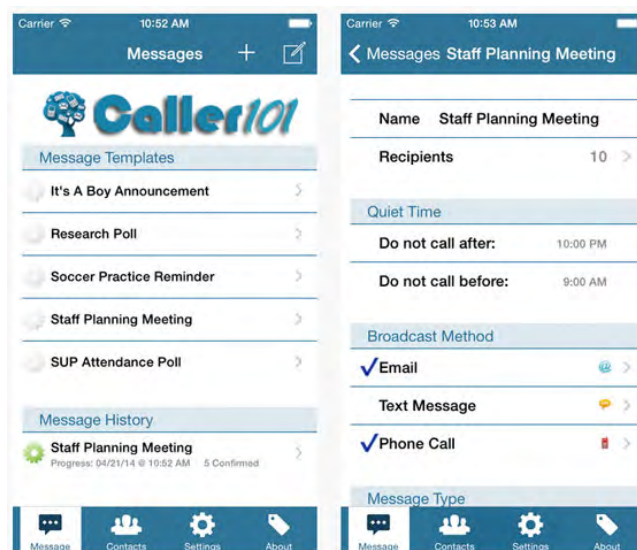 Carrier 10:52 AM
Messages +
Caller101
Message Templates
It's A Boy Announcement
Research Poll
Soccer Practice Reminder
Staff Planning Meeting
SUP Attendance Poll
Message History
Staff Planning Meeting
Progress: 04/21/14 @ 10:52 AM 5 Confirmed
Message Contacts Settings About
Carrier 10:53 AM
Messages Staff Planning Meeting
Name Staff Planning Meeting
Recipients 10
Quiet Time
Do not call after: 10:00 PM
Do not call before: 9:00 AM
Broadcast Method
Email @
Text Message
Phone Call
Message Type
Message Contacts Settings About